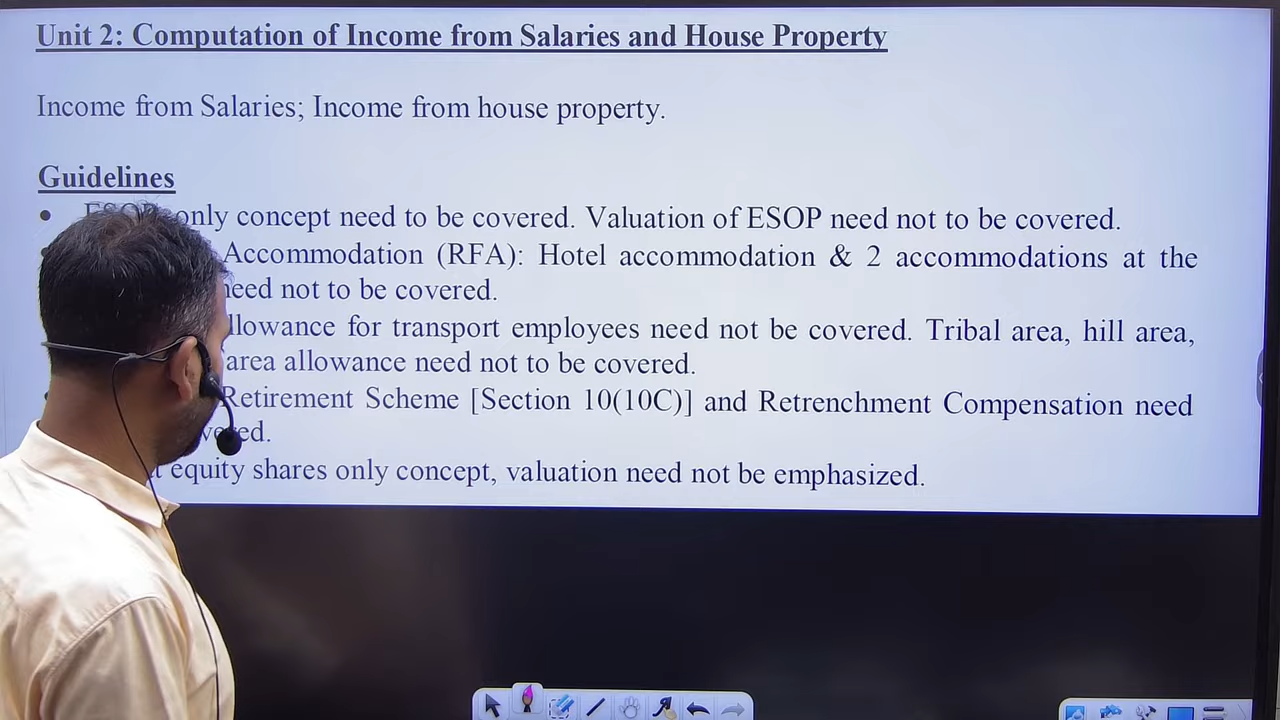 Unit 2: Computation of Income from Salaries and House Property
Income from Salaries; Income from house property.
Guidelines
• ESOP only concept need to be covered. Valuation of ESOP need not to be covered.
Accommodation (RFA): Hotel accommodation & 2 accommodations at the
need not to be covered.
llowance for transport employees need not be covered. Tribal area, hill area,
area allowance need not to be covered.
Retirement Scheme [Section 10(10C)] and Retrenchment Compensation need
vered.
equity shares only concept, valuation need not be emphasized.